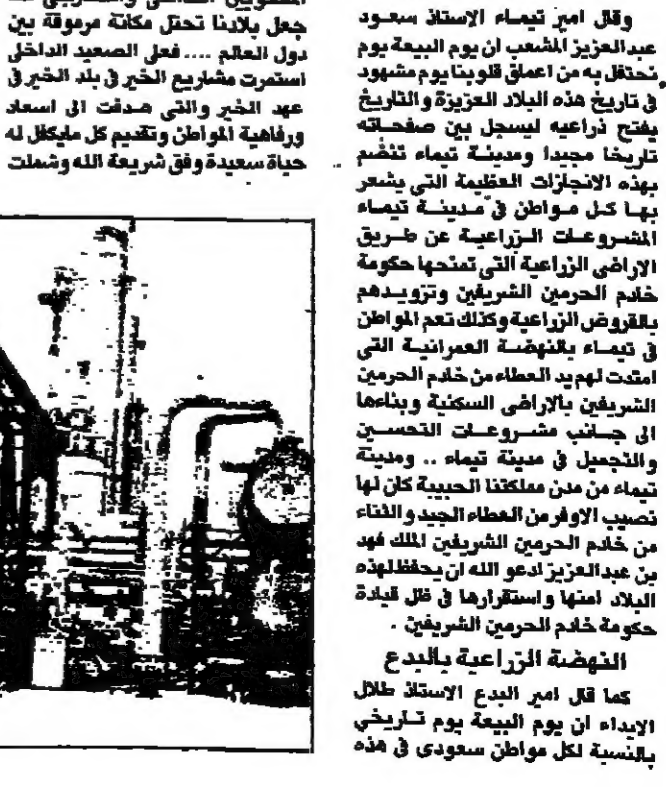 وقال امير تيماء الاستاذ سعود
عبدالعزيز المشعب ان يوم البيعة يوم
نحتفل به من اعماق قلوبنا يوم مشهود
في تاريخ هذه البلاد العزيزة والتاريخ
يفتح ذراعيه ليسجل بين صفحاته
تاريخا مجيدا ومدينة تيماء تنضم
بهذه الانجازات العظيمة التي يشعر
بها كل مواطن في مدينة تيماء
المشروعات الزراعية عن طريق
الاراضى الزراعية التي تمنحها حكومة
خادم الحرمين الشريفين وتزويدهم
بالقروض الزراعية وكذلك نعم المواطن
في تيماء بالنهضة العمرانية التي
امتدت لهم يد العطاء من خادم الحرمين
الشريفين بالاراضى السكنية وبناءها
الى جانب مشروعات التحسين
والتجميل في مدينة تيماء .. ومدينة
تيماء من مدن مملكتنا الحبيبة كان لها
نصيب الاوفر من العطاء الجيد والثناء
من خادم الحرمين الشريفين الملك فهد
بن عبدالعزيز ادعو الله ان يحفظ لهذه
البلاد امنها واستقرارها في ظل قيادة
حكومة خادم الحرمين الشريفين .
النهضة الزراعية بالبدع
كما قال امير البدع الاستاذ طلال
الابداء ان يوم البيعة يوم تاريخي
بالنسبة لكل مواطن سعودى في هذه
جعل بلادنا تحتل مكانة مرموقة بين
دول العالم .... فعلى الصعيد الداخلى
استمرت مشاريع الخير في بلد الخير في
عهد الخير والتى هدفت الى اسعاد
ورفاهية المواطن وتقديم كل مايكفل له
حياة سعيدة وفق شريعة الله وشملت